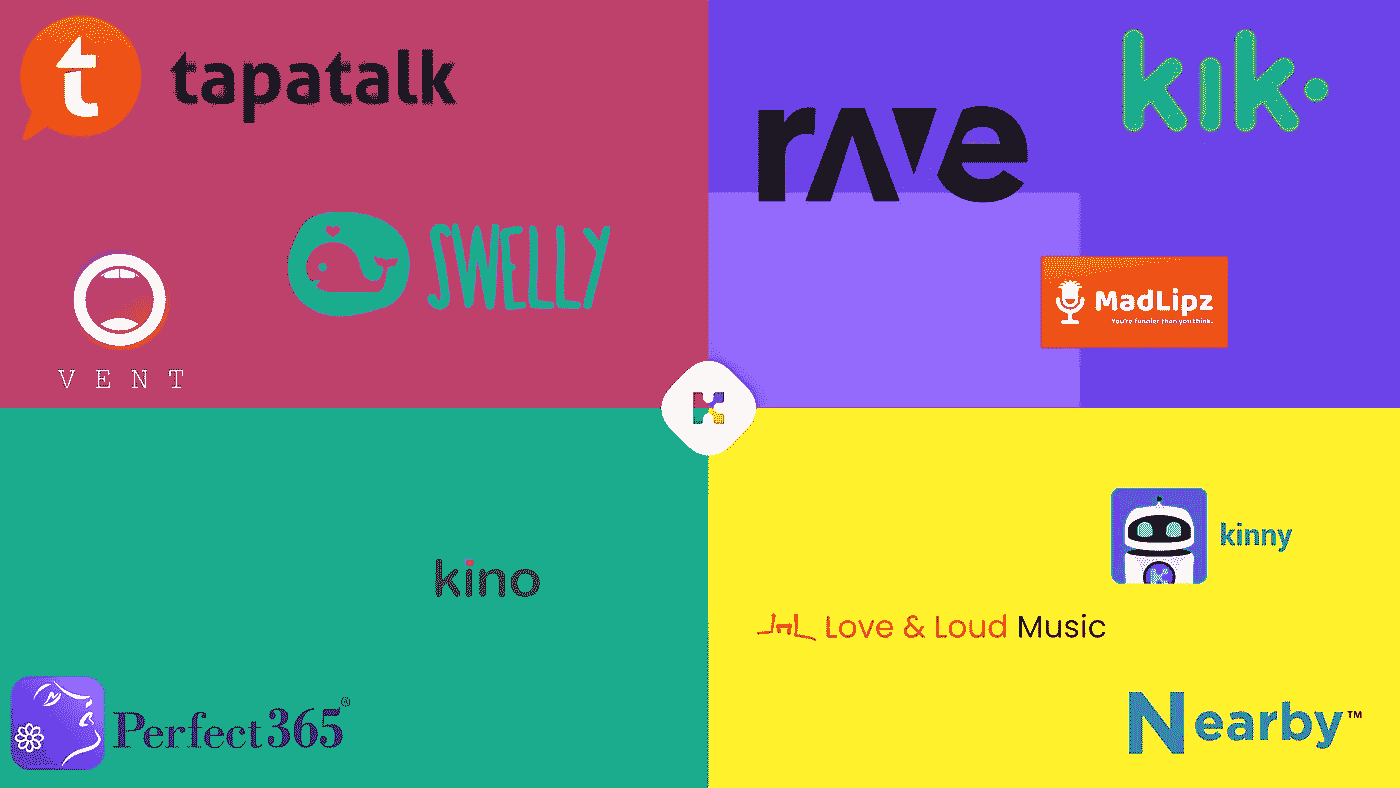 t tapatalk
SWELLY
VENT
rave
kik
MadLipz
You're funnier than you think.
kino
Perfect365®
kinny
Love & Loud Music
Nearby™